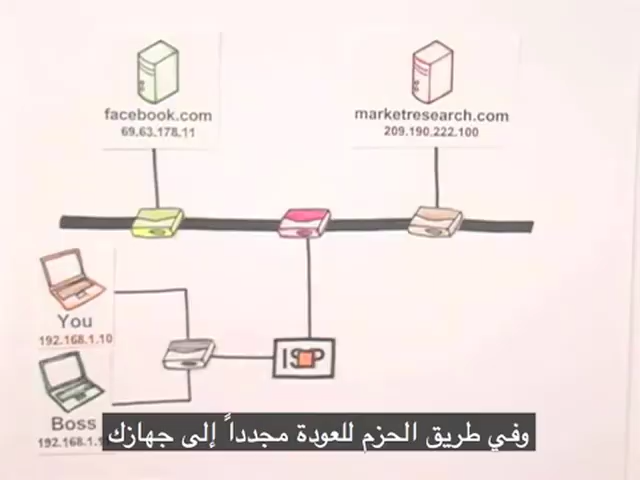 facebook.com
69.63.178.11
marketresearch.com
209.190.222.100
You
192.168.1.10
Boss
وفي طريق الحزم للعودة مجدداً إلى جهازك